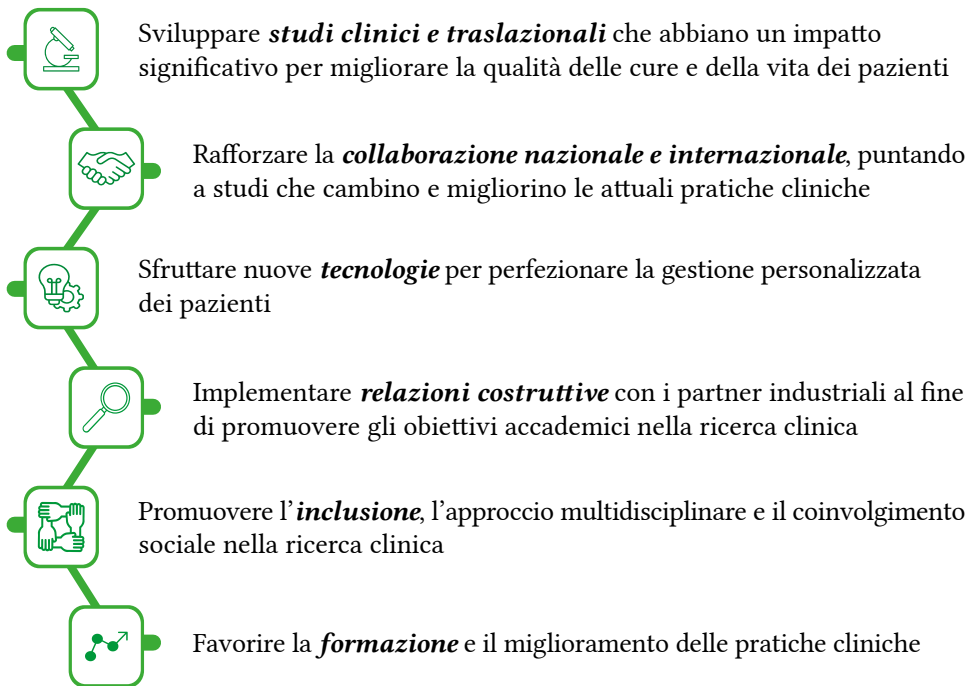 Sviluppare studi clinici e traslazionali che abbiano un impatto
significativo per migliorare la qualità delle cure e della vita dei pazienti
Rafforzare la collaborazione nazionale e internazionale, puntando
a studi che cambino e migliorino le attuali pratiche cliniche
Sfruttare nuove tecnologie per perfezionare la gestione personalizzata
dei pazienti
Implementare relazioni costruttive con i partner industriali al fine
di promuovere gli obiettivi accademici nella ricerca clinica
Promuovere l'inclusione, l'approccio multidisciplinare e il coinvolgimento
sociale nella ricerca clinica
Favorire la formazione e il miglioramento delle pratiche cliniche